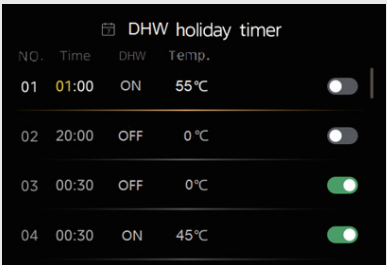 DHW holiday timer
NO. Time DHW Temp.
01 01:00 ON 55℃
02 20:00 OFF 0℃
03 00:30 OFF 0℃
04 00:30 ON 45℃